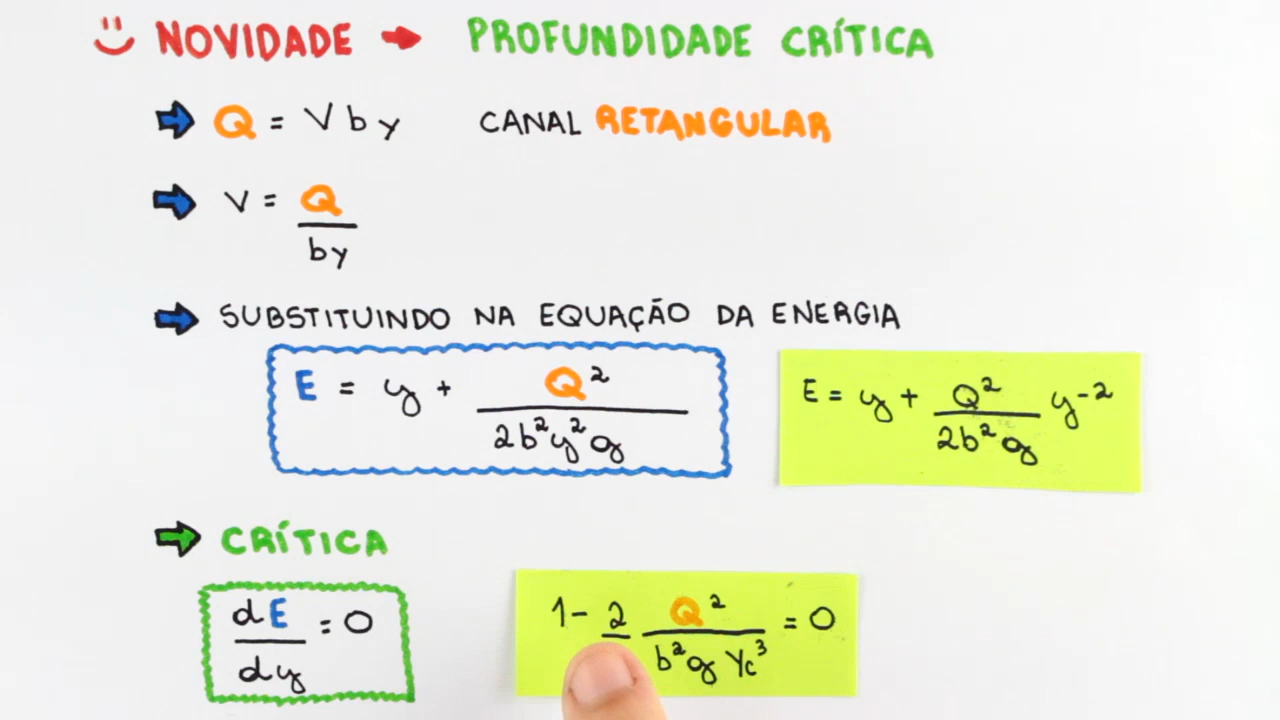 NOVIDADE → PROFUNDIDADE CRÍTICA
Q = V b y CANAL RETANGULAR
V = Q / by
SUBSTITUINDO NA EQUAÇÃO DA ENERGIA
E = y + Q² / 2b²y²g
E = y + Q² / 2b²g y⁻²
CRÍTICA
dE / dy = 0
1 - 2 Q² / b²g Yc³ = 0